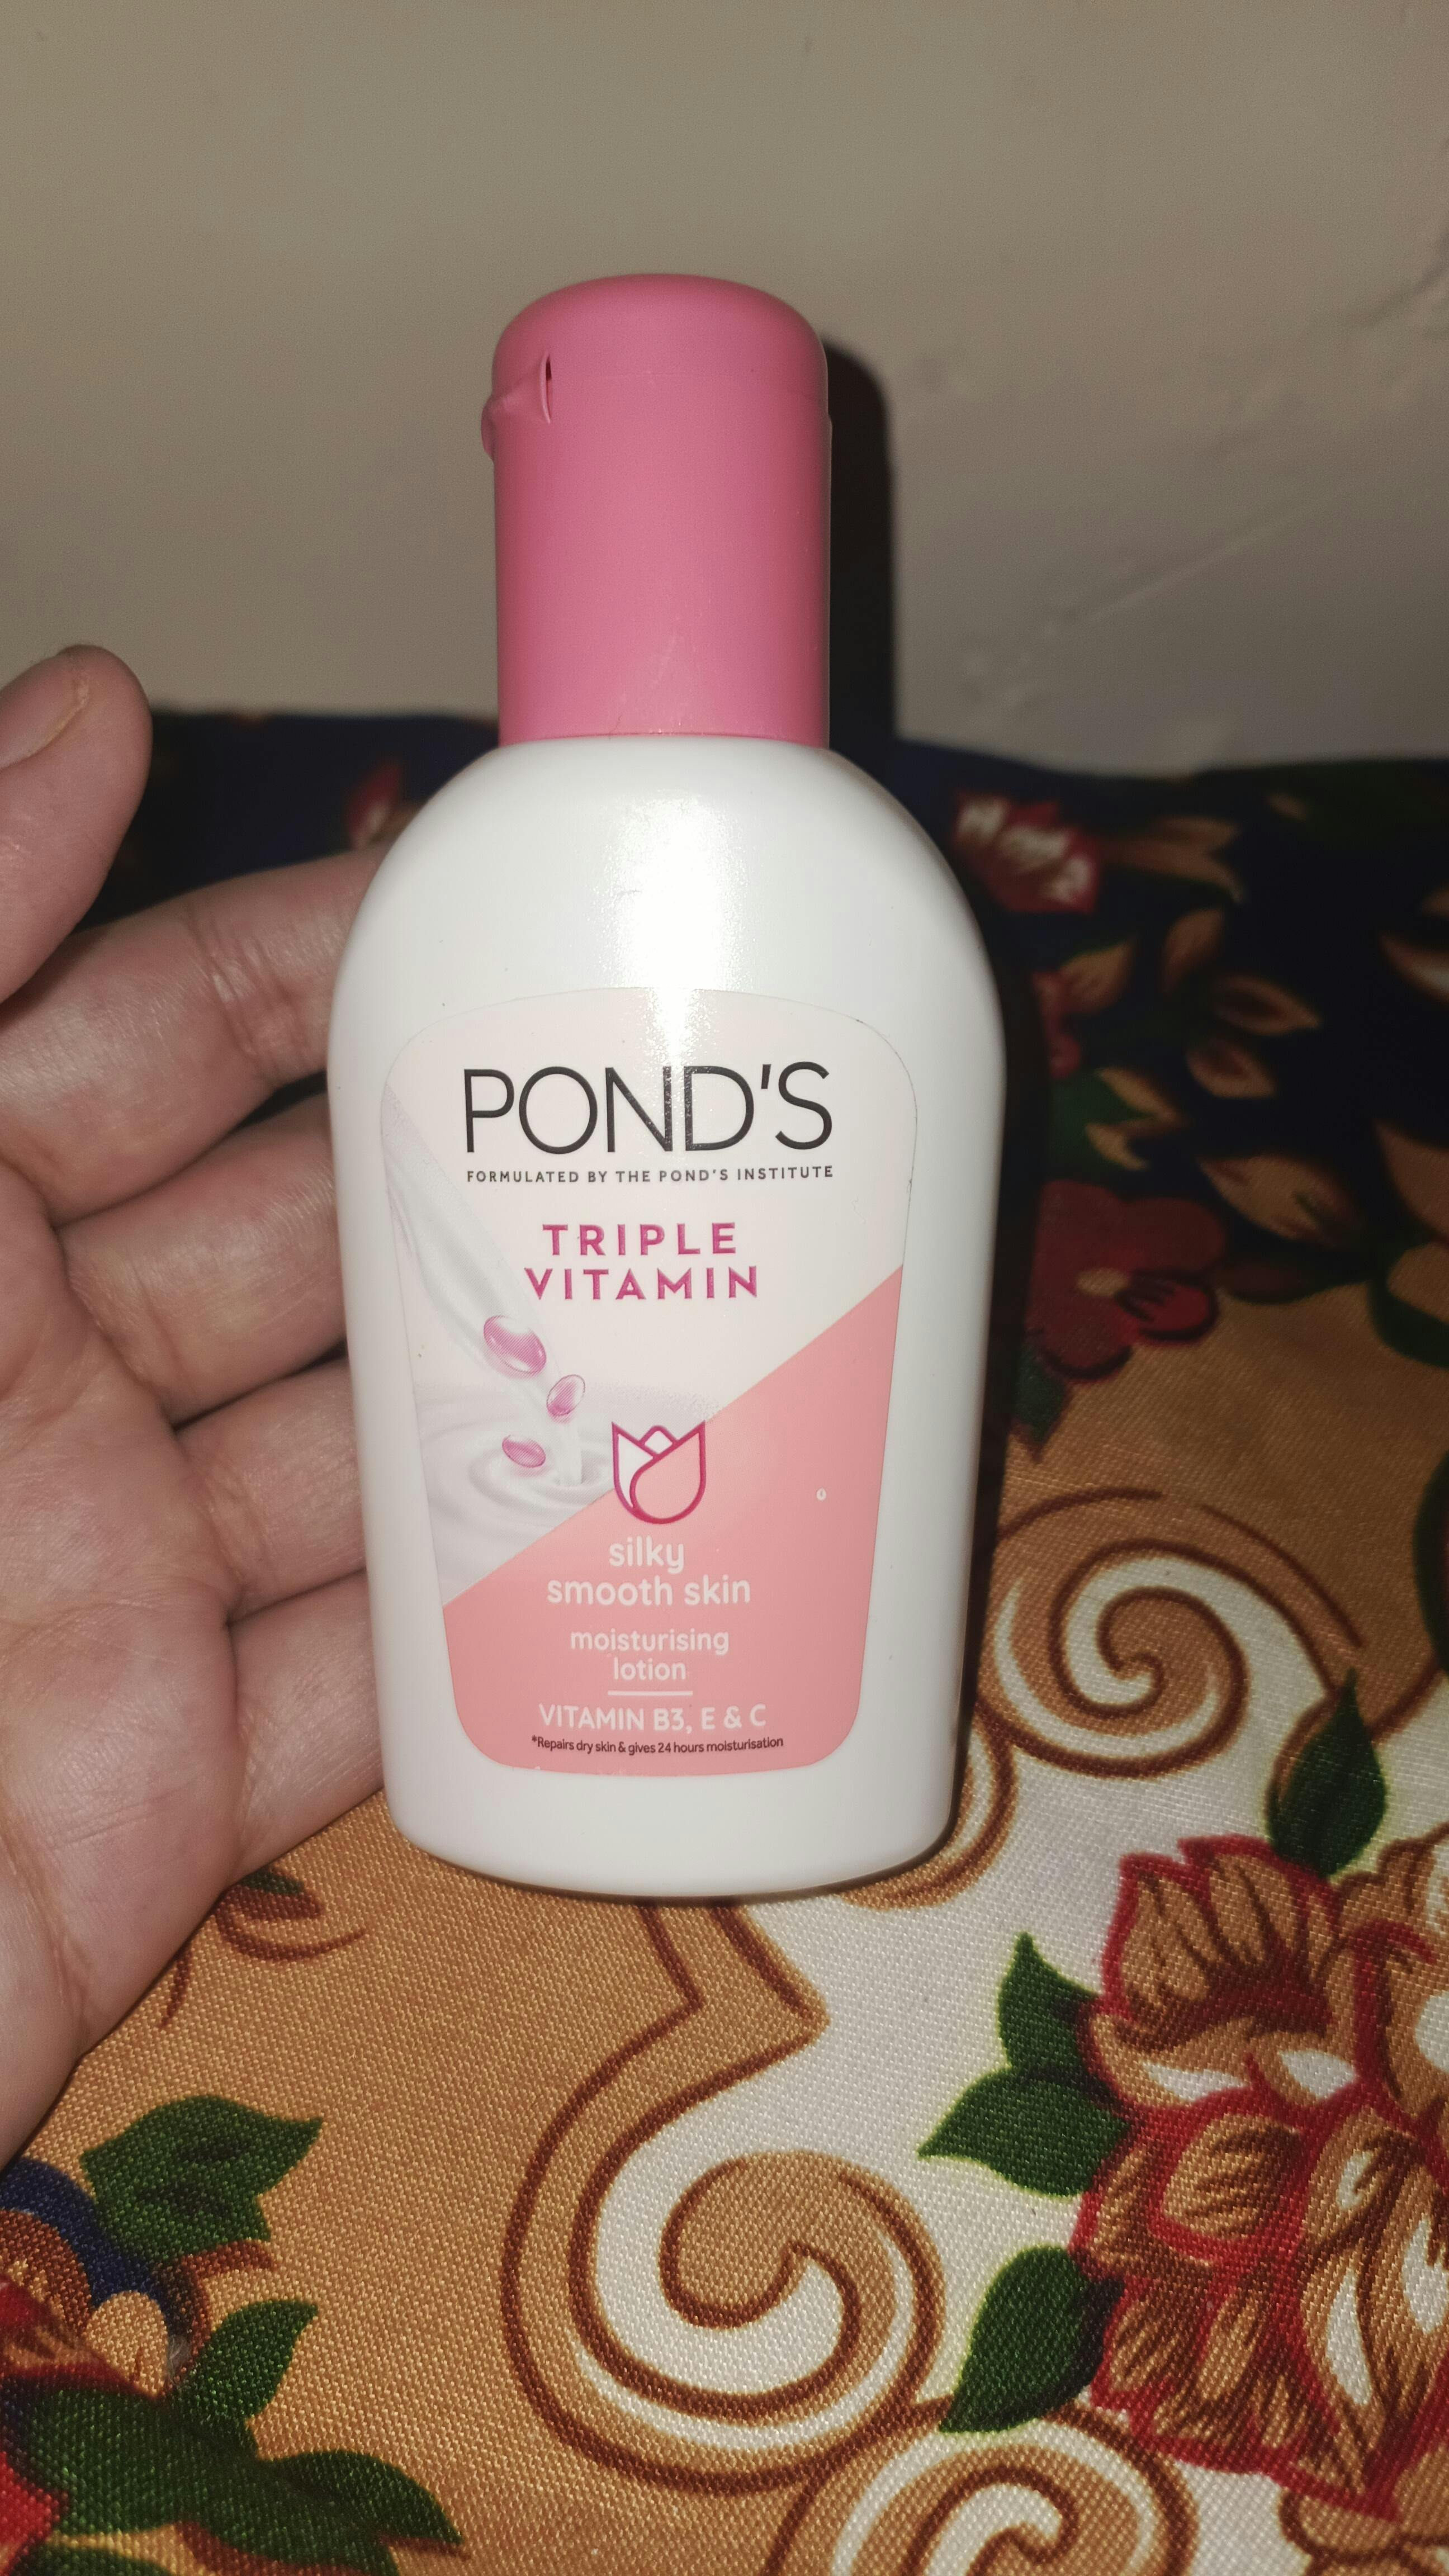 POND'S
FORMULATED BY THE POND'S INSTITUTE
TRIPLE
VITAMIN
silky
smooth skin
moisturising
lotion
VITAMIN B3, E & C
*Repairs dry skin & gives 24 hours moisturisation